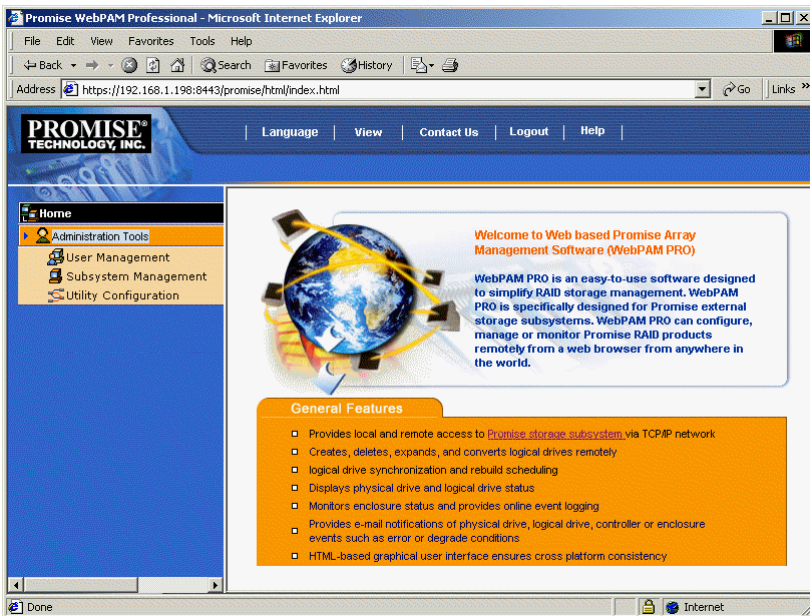 Promise WebPAM Professional - Microsoft Internet Explorer
File Edit View Favorites Tools Help
Back Search Favorites History
Address https://192.168.1.198:8443/promise/html/index.html Go Links »
PROMISE®
TECHNOLOGY, INC.
Language | View | Contact Us | Logout | Help |
Home
Administration Tools
User Management
Subsystem Management
Utility Configuration
Welcome to Web based Promise Array
Management Software (WebPAM PRO)
WebPAM PRO is an easy-to-use software designed
to simplify RAID storage management. WebPAM
PRO is specifically designed for Promise external
storage subsystems. WebPAM PRO can configure,
manage or monitor Promise RAID products
remotely from a web browser from anywhere in
the world.
General Features
Provides local and remote access to Promise storage subsystem via TCP/IP network
Creates, deletes, expands, and converts logical drives remotely
logical drive synchronization and rebuild scheduling
Displays physical drive and logical drive status
Monitors enclosure status and provides online event logging
Provides e-mail notifications of physical drive, logical drive, controller or enclosure
events such as error or degrade conditions
HTML-based graphical user interface ensures cross platform consistency
Done Internet